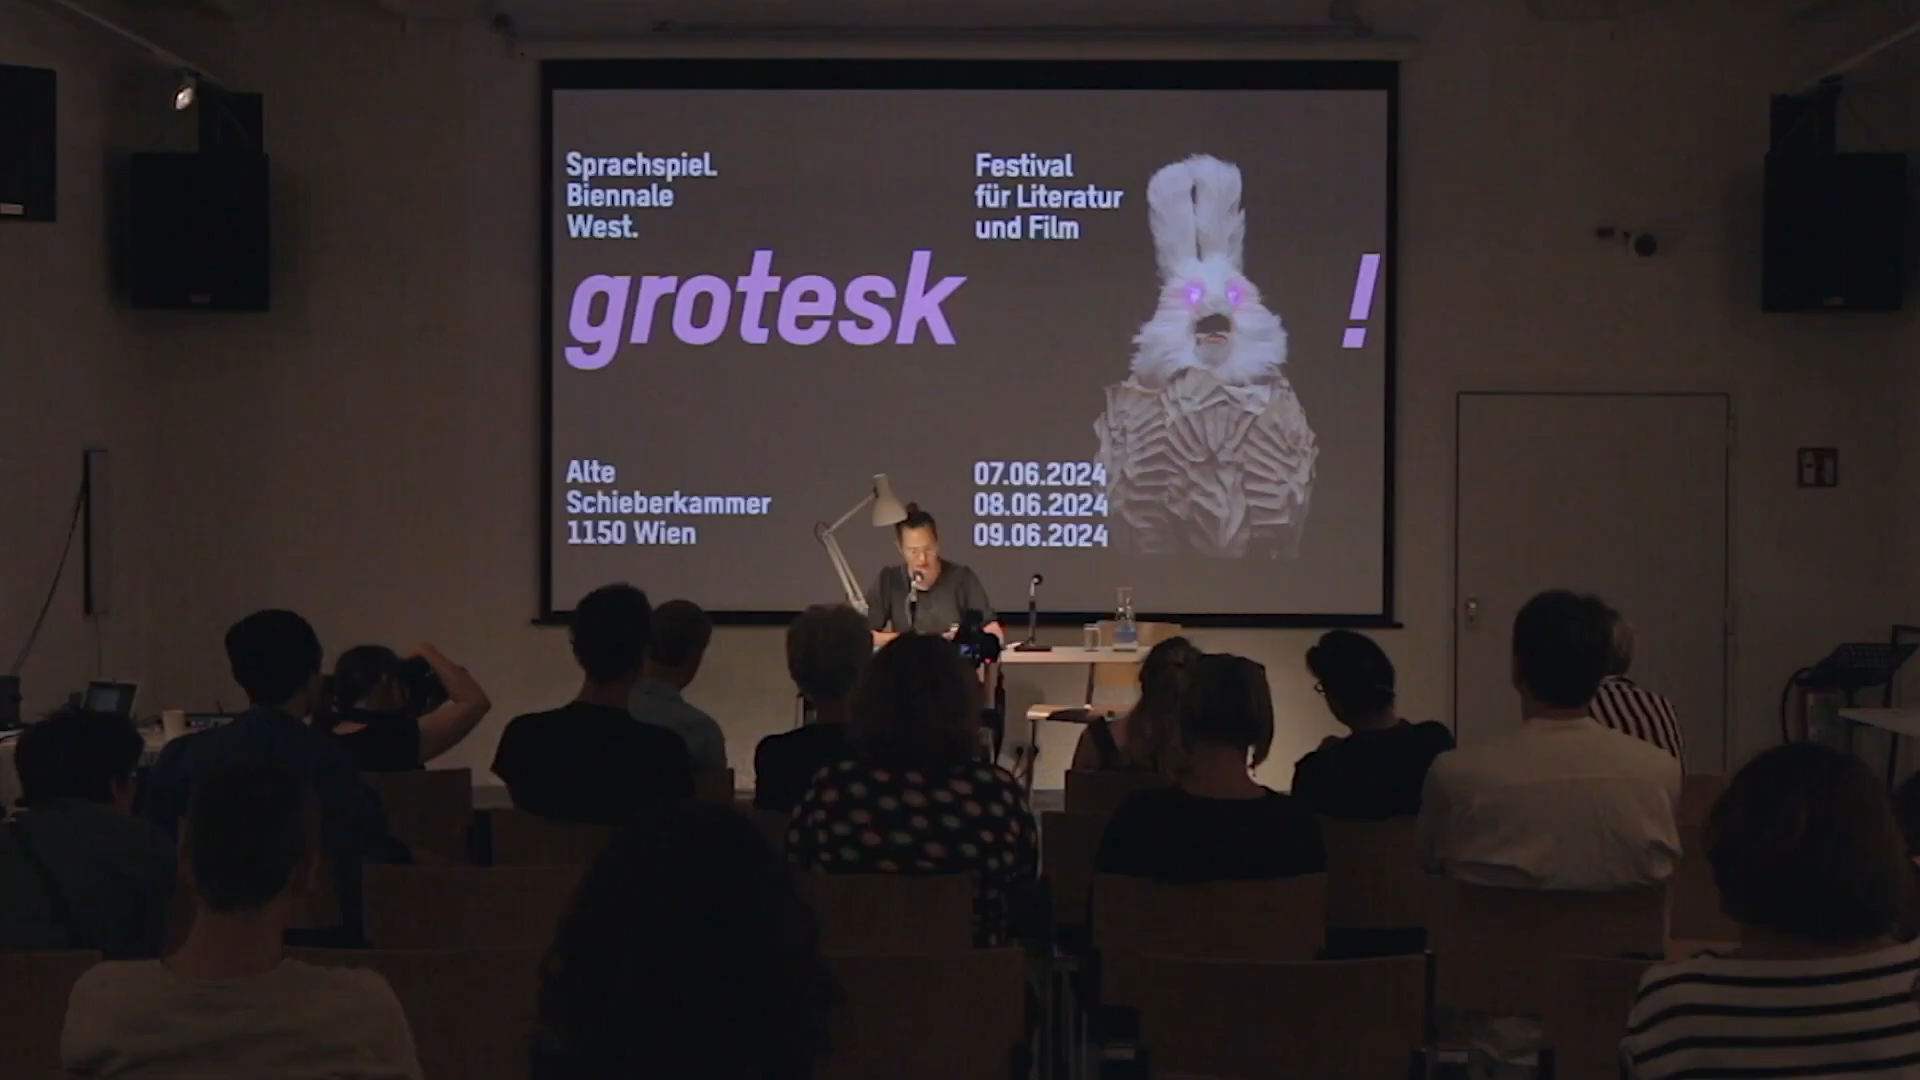 Sprachspiel.
Biennale
West.
Festival
für Literatur
und Film
grotesk !
Alte
Schieberkammer
1150 Wien
07.06.2024
08.06.2024
09.06.2024